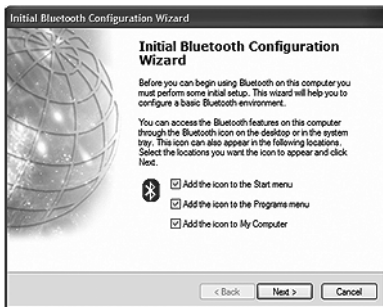 Initial Bluetooth Configuration Wizard
Initial Bluetooth Configuration
Wizard
Before you can begin using Bluetooth on this computer you
must perform some initial setup. This wizard will help you to
configure a basic Bluetooth environment.
You can access the Bluetooth features on this computer
through the Bluetooth icon on the desktop or in the system
tray. This icon can also appear in the following locations.
Select the locations you want the icon to appear and click
Next.
Add the icon to the Start menu
Add the icon to the Programs menu
Add the icon to My Computer
< Back
Next >
Cancel